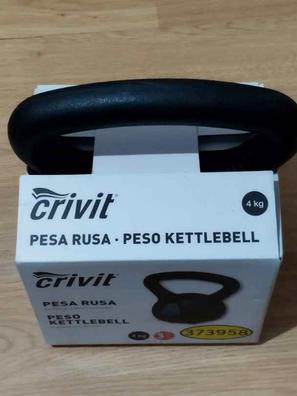 crivit
4 kg
PESA RUSA · PESO KETTLEBELL
crivit
PESA RUSA
PESO
KETTLEBELL
373958